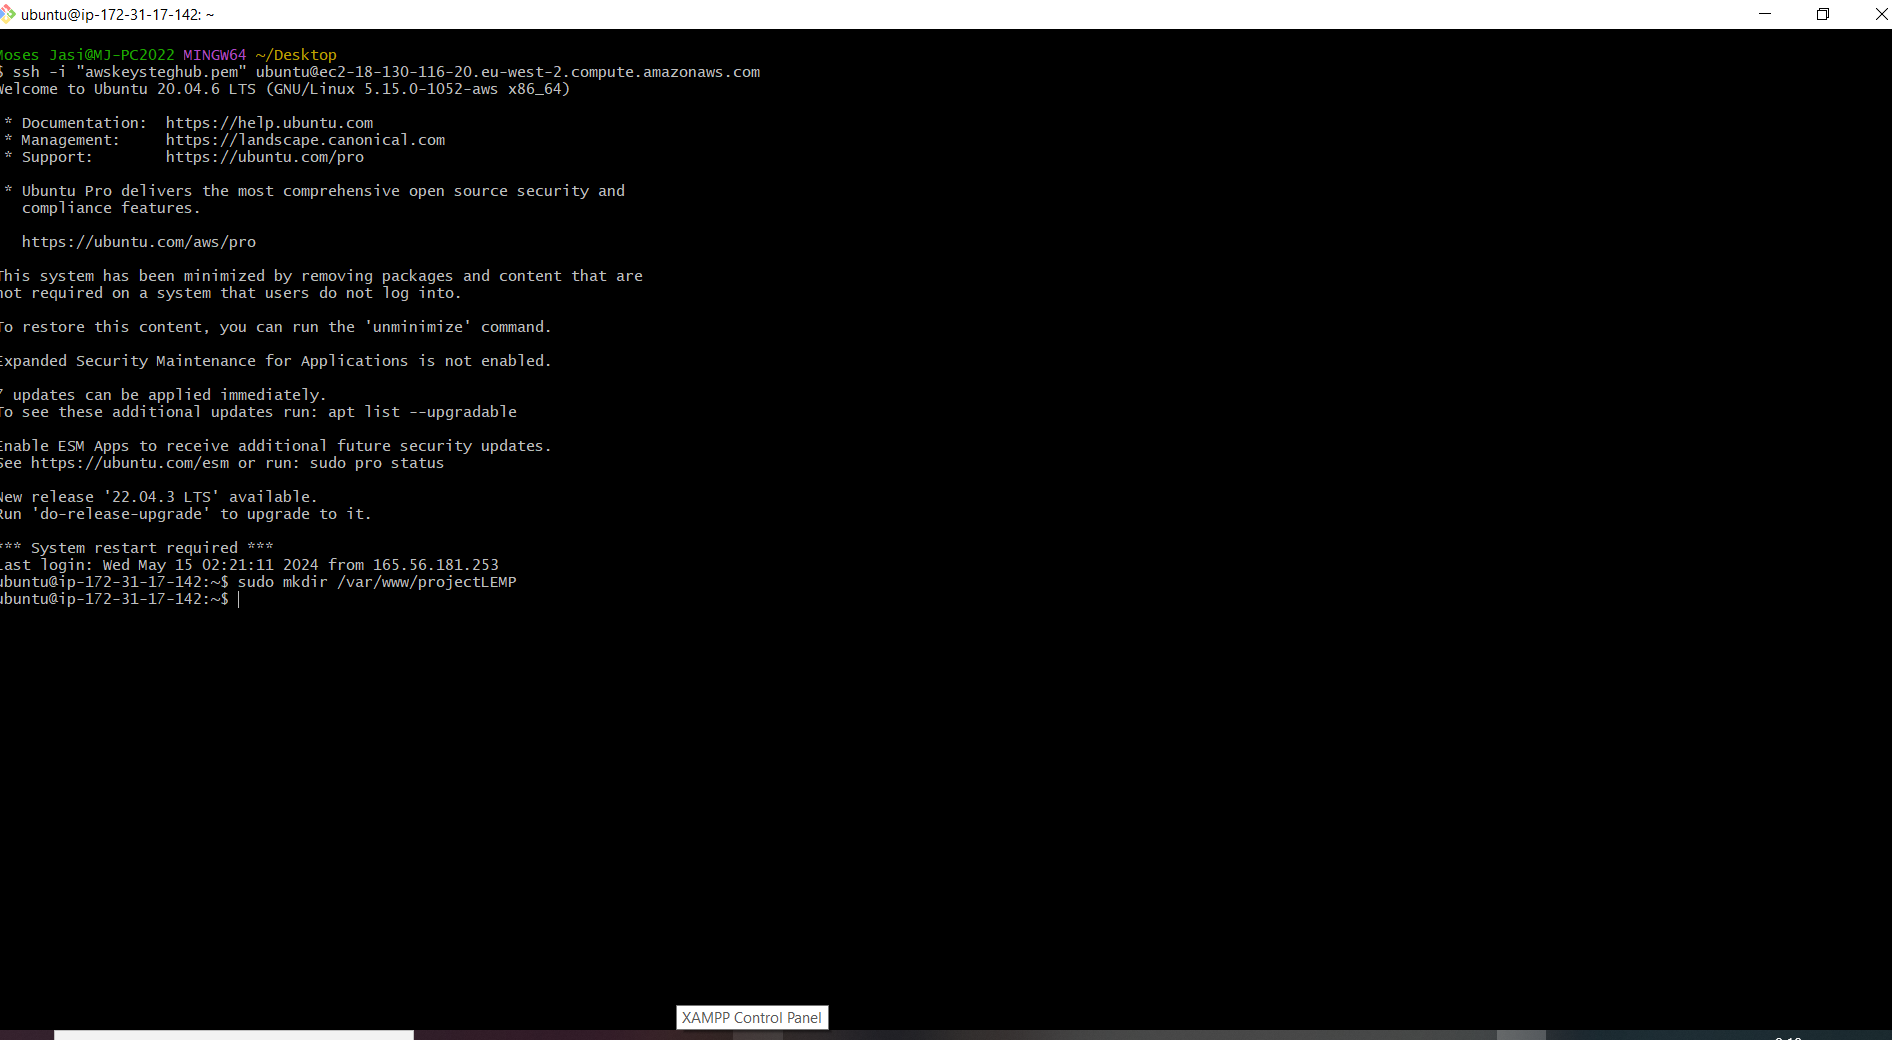 ubuntu@ip-172-31-17-142: ~
Moses Jasi@MJ-PC2022 MINGW64 ~/Desktop
$ ssh -i "awskeysteghub.pem" ubuntu@ec2-18-130-116-20.eu-west-2.compute.amazonaws.com
Welcome to Ubuntu 20.04.6 LTS (GNU/Linux 5.15.0-1052-aws x86_64)
* Documentation:  https://help.ubuntu.com
* Management:     https://landscape.canonical.com
* Support:        https://ubuntu.com/pro
* Ubuntu Pro delivers the most comprehensive open source security and
compliance features.
https://ubuntu.com/aws/pro
This system has been minimized by removing packages and content that are
not required on a system that users do not log into.
To restore this content, you can run the 'unminimize' command.
Expanded Security Maintenance for Applications is not enabled.
7 updates can be applied immediately.
To see these additional updates run: apt list --upgradable
Enable ESM Apps to receive additional future security updates.
See https://ubuntu.com/esm or run: sudo pro status
New release '22.04.3 LTS' available.
Run 'do-release-upgrade' to upgrade to it.
*** System restart required ***
Last login: Wed May 15 02:21:11 2024 from 165.56.181.253
ubuntu@ip-172-31-17-142:~$ sudo mkdir /var/www/projectLEMP
ubuntu@ip-172-31-17-142:~$
XAMPP Control Panel